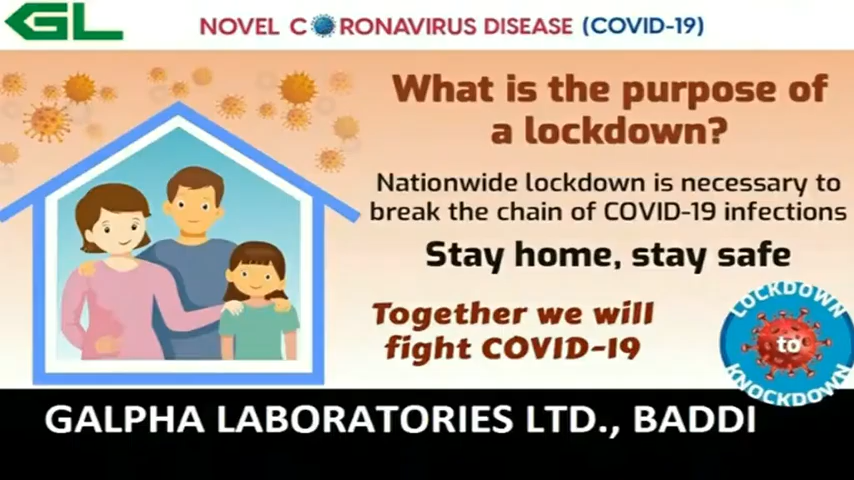 GL
NOVEL CORONAVIRUS DISEASE (COVID-19)
What is the purpose of
a lockdown?
Nationwide lockdown is necessary to
break the chain of COVID-19 infections
Stay home, stay safe
Together we will
fight COVID-19
LOCKDOWN
to
KNOCKDOWN
GALPHA LABORATORIES LTD., BADDI